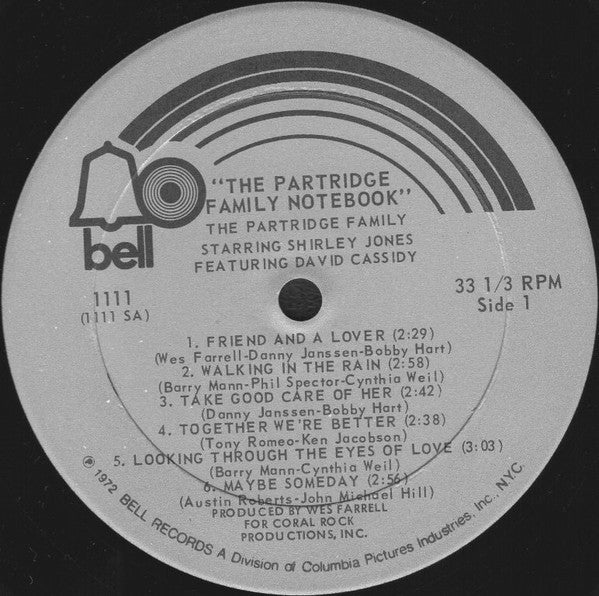 bell
"THE PARTRIDGE
FAMILY NOTEBOOK"
THE PARTRIDGE FAMILY
STARRING SHIRLEY JONES
FEATURING DAVID CASSIDY
1111
(1111 SA)
33 1/3 RPM
Side 1
1. FRIEND AND A LOVER (2:29)
(Wes Farrell-Danny Janssen-Bobby Hart)
2. WALKING IN THE RAIN (2:58)
(Barry Mann-Phil Spector-Cynthia Weil)
3. TAKE GOOD CARE OF HER (2:42)
(Danny Janssen-Bobby Hart)
4. TOGETHER WE'RE BETTER (2:38)
(Tony Romeo-Ken Jacobson)
5. LOOKING THROUGH THE EYES OF LOVE (3:03)
(Barry Mann-Cynthia Weil)
6. MAYBE SOMEDAY (2:56)
(Austin Roberts-John Michael Hill)
PRODUCED BY WES FARRELL
FOR CORAL ROCK
PRODUCTIONS, INC.
℗ 1972 BELL RECORDS A Division of Columbia Pictures Industries, Inc., NYC